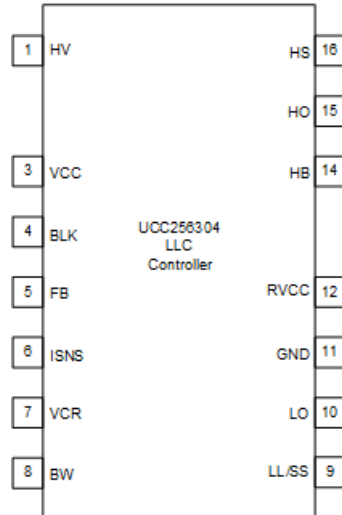 1 HV HS 16
HO 15
3 VCC HB 14
4 BLK
UCC256304
LLC
Controller
5 FB RVCC 12
6 ISNS GND 11
7 VCR LO 10
8 BW LL/SS 9